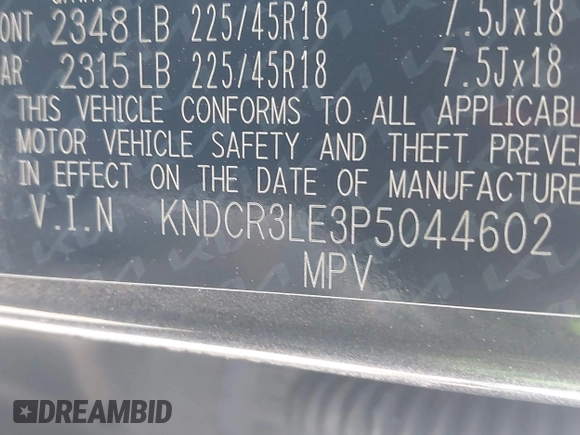 ONT 2348 LB 225/45R18 7.5Jx18
AR 2315 LB 225/45R18 7.5Jx18
THIS VEHICLE CONFORMS TO ALL APPLICABL
MOTOR VEHICLE SAFETY AND THEFT PREVE
IN EFFECT ON THE DATE OF MANUFACTURE
V.I.N KNDCR3LE3P5044602
MPV
DREAMBID